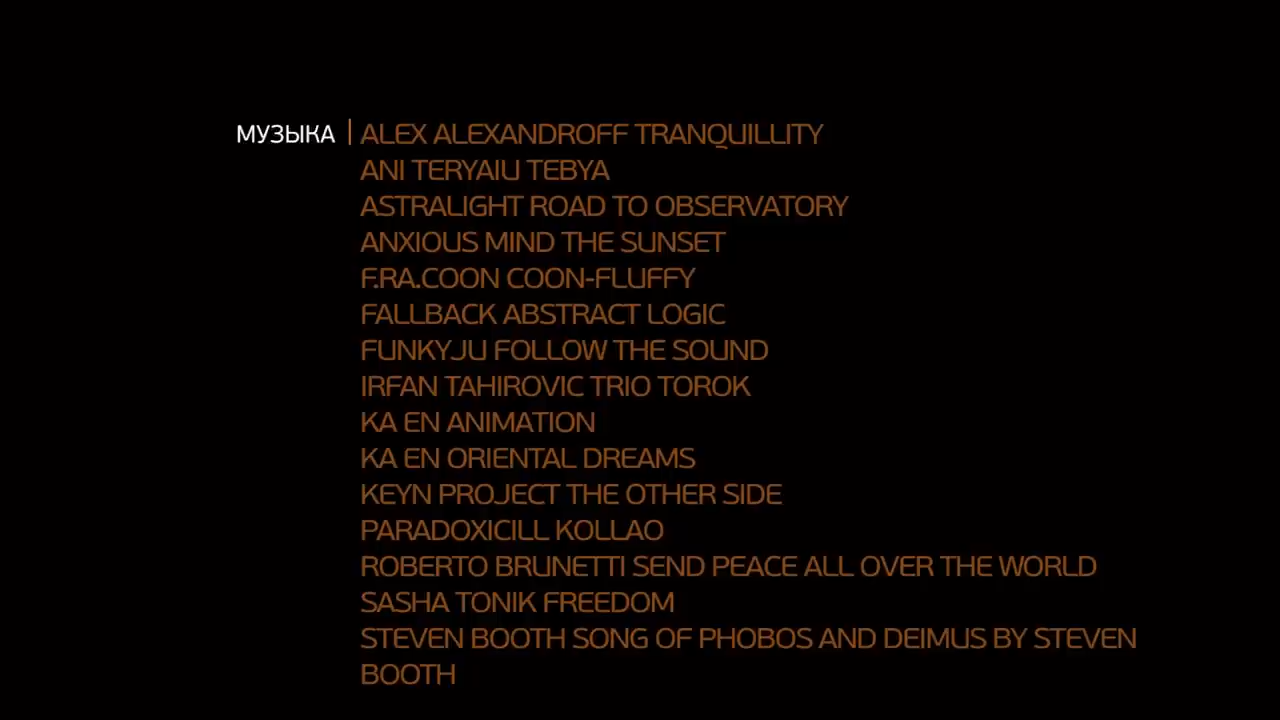 МУЗЫКА | ALEX ALEXANDROFF TRANQUILLITY
ANI TERYAIU TEBYA
ASTRALIGHT ROAD TO OBSERVATORY
ANXIOUS MIND THE SUNSET
F.RA.COON COON-FLUFFY
FALLBACK ABSTRACT LOGIC
FUNKYJU FOLLOW THE SOUND
IRFAN TAHIROVIC TRIO TOROK
KA EN ANIMATION
KA EN ORIENTAL DREAMS
KEYN PROJECT THE OTHER SIDE
PARADOXICILL KOLLAO
ROBERTO BRUNETTI SEND PEACE ALL OVER THE WORLD
SASHA TONIK FREEDOM
STEVEN BOOTH SONG OF PHOBOS AND DEIMUS BY STEVEN
BOOTH